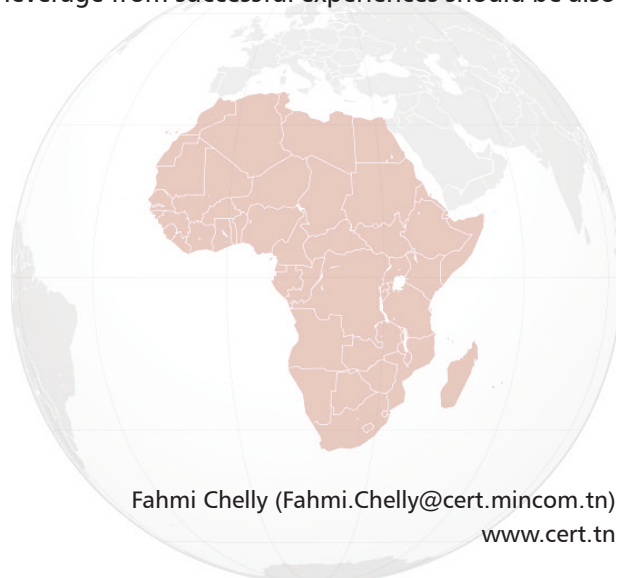 leverage from successful experiences should be also
Fahmi Chelly (Fahmi.Chelly@cert.mincom.tn)
www.cert.tn